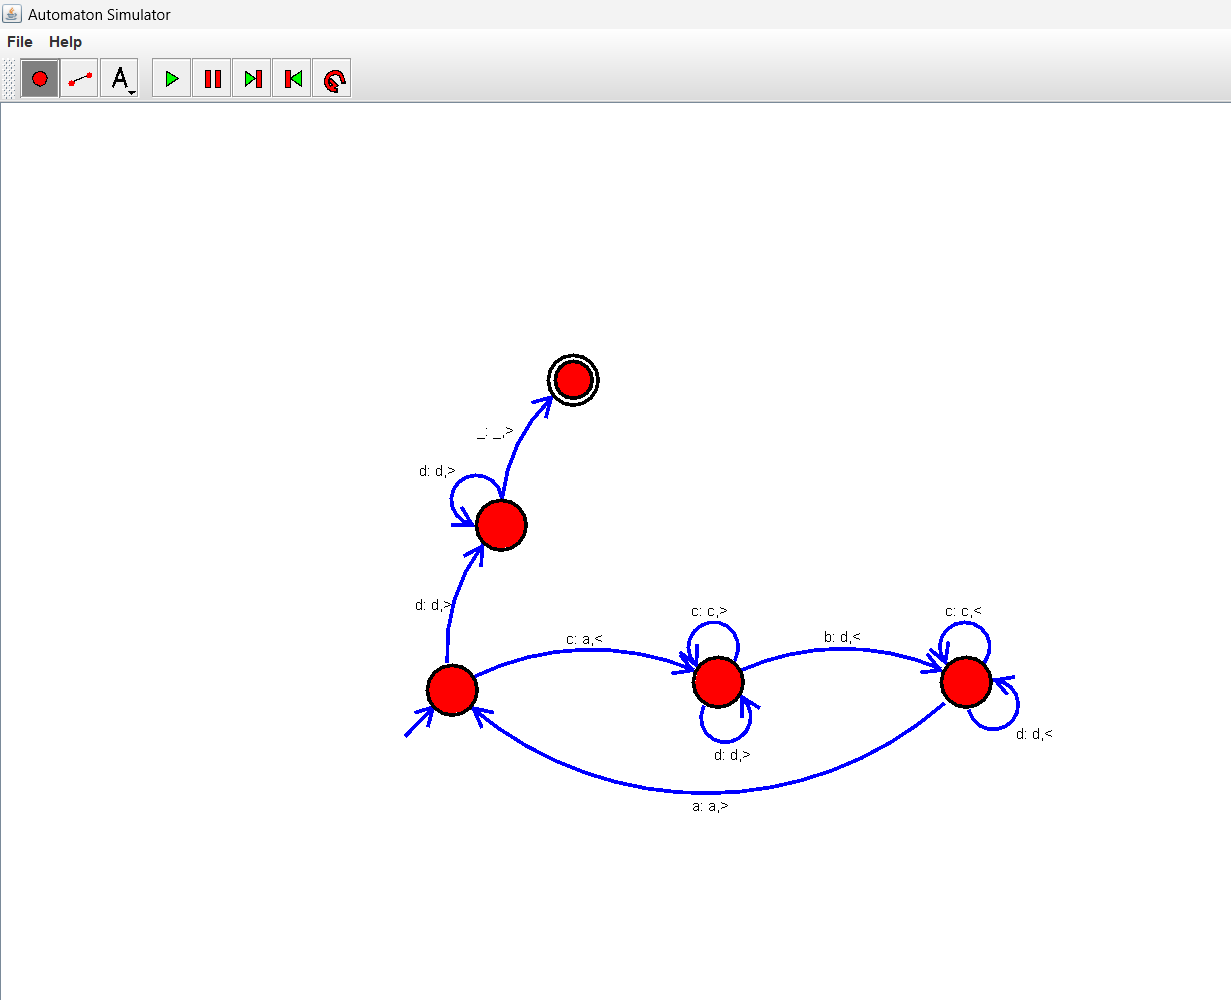 Automaton Simulator
File Help
A
_: _,>
d: d,>
d: d,>
c: a,<
c: c,>
b: d,<
c: c,<
d: d,>
d: d,<
a: a,>